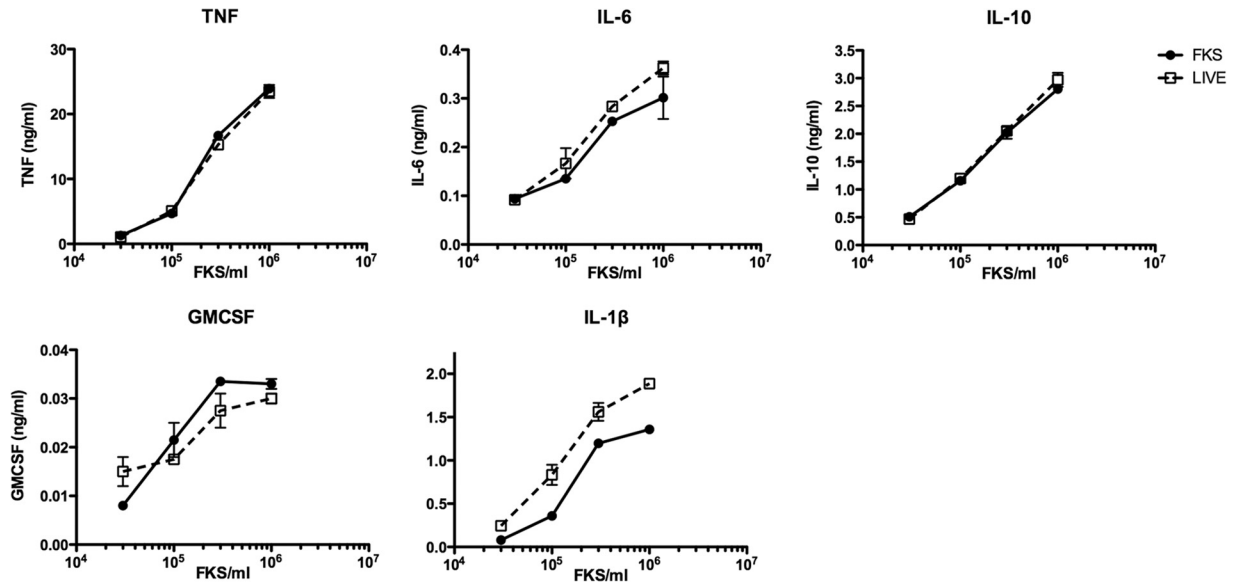 TNF
30
20
10
0
TNF (ng/ml)
10⁴ 10⁵ 10⁶ 10⁷
FKS/ml
IL-6
0.4
0.3
0.2
0.1
0.0
IL-6 (ng/ml)
10⁴ 10⁵ 10⁶ 10⁷
FKS/ml
IL-10
3.5
3.0
2.5
2.0
1.5
1.0
0.5
0.0
IL-10 (ng/ml)
10⁴ 10⁵ 10⁶ 10⁷
FKS/ml
FKS
LIVE
GMCSF
0.04
0.03
0.02
0.01
0.00
GMCSF (ng/ml)
10⁴ 10⁵ 10⁶ 10⁷
FKS/ml
IL-1β
2.0
1.5
1.0
0.5
0.0
10⁴ 10⁵ 10⁶ 10⁷
FKS/ml